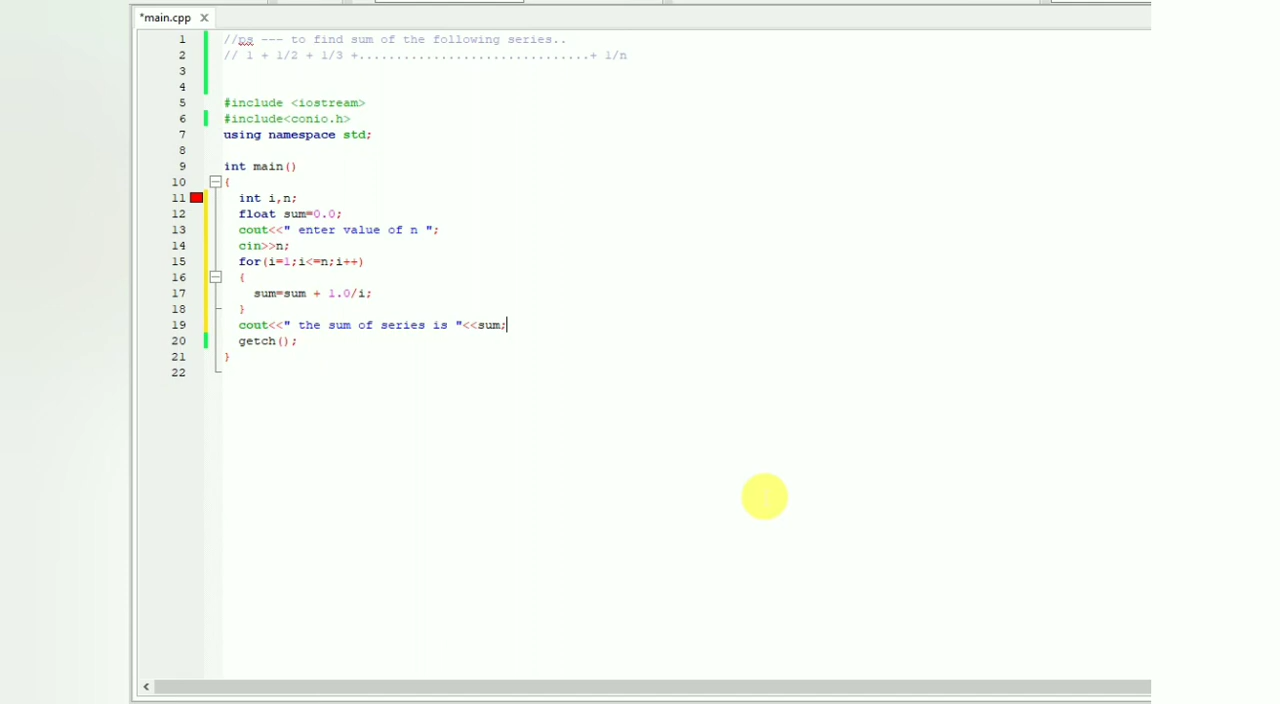 *main.cpp X
1 //ps --- to find sum of the following series..
2 // 1 + 1/2 + 1/3 +...............................+ 1/n
3
4
5 #include <iostream>
6 #include<conio.h>
7 using namespace std;
8
9 int main()
10 {
11 int i,n;
12 float sum=0.0;
13 cout<<" enter value of n ";
14 cin>>n;
15 for(i=1;i<=n;i++)
16 {
17 sum=sum + 1.0/i;
18 }
19 cout<<" the sum of series is "<<sum;
20 getch();
21 }
22